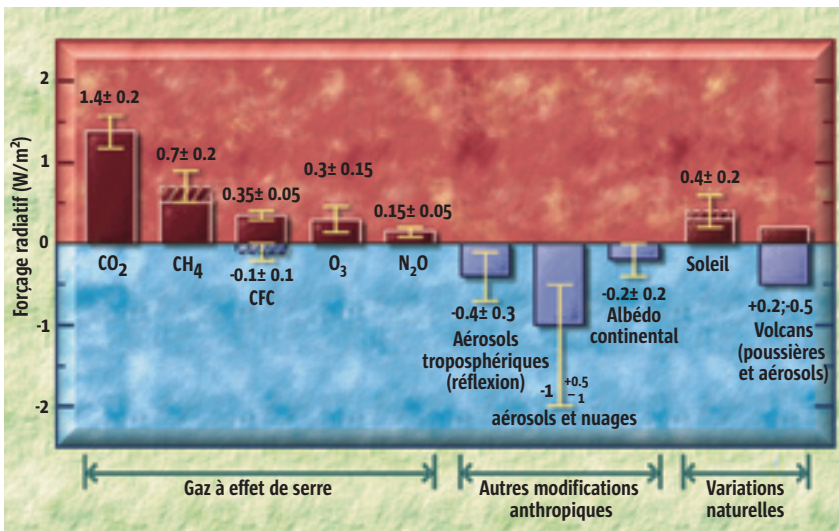 Forçage radiatif (W/m²)
2
1
0
-1
-2
1.4± 0.2
CO₂
0.7± 0.2
CH₄
0.35± 0.05
-0.1± 0.1
CFC
0.3± 0.15
O₃
0.15± 0.05
N₂O
-0.4± 0.3
Aérosols
troposphériques
(réflexion)
-1 +0.5
−1
aérosols et nuages
-0.2± 0.2
Albédo
continental
0.4± 0.2
Soleil
+0.2;-0.5
Volcans
(poussières
et aérosols)
Gaz à effet de serre
Autres modifications
anthropiques
Variations
naturelles